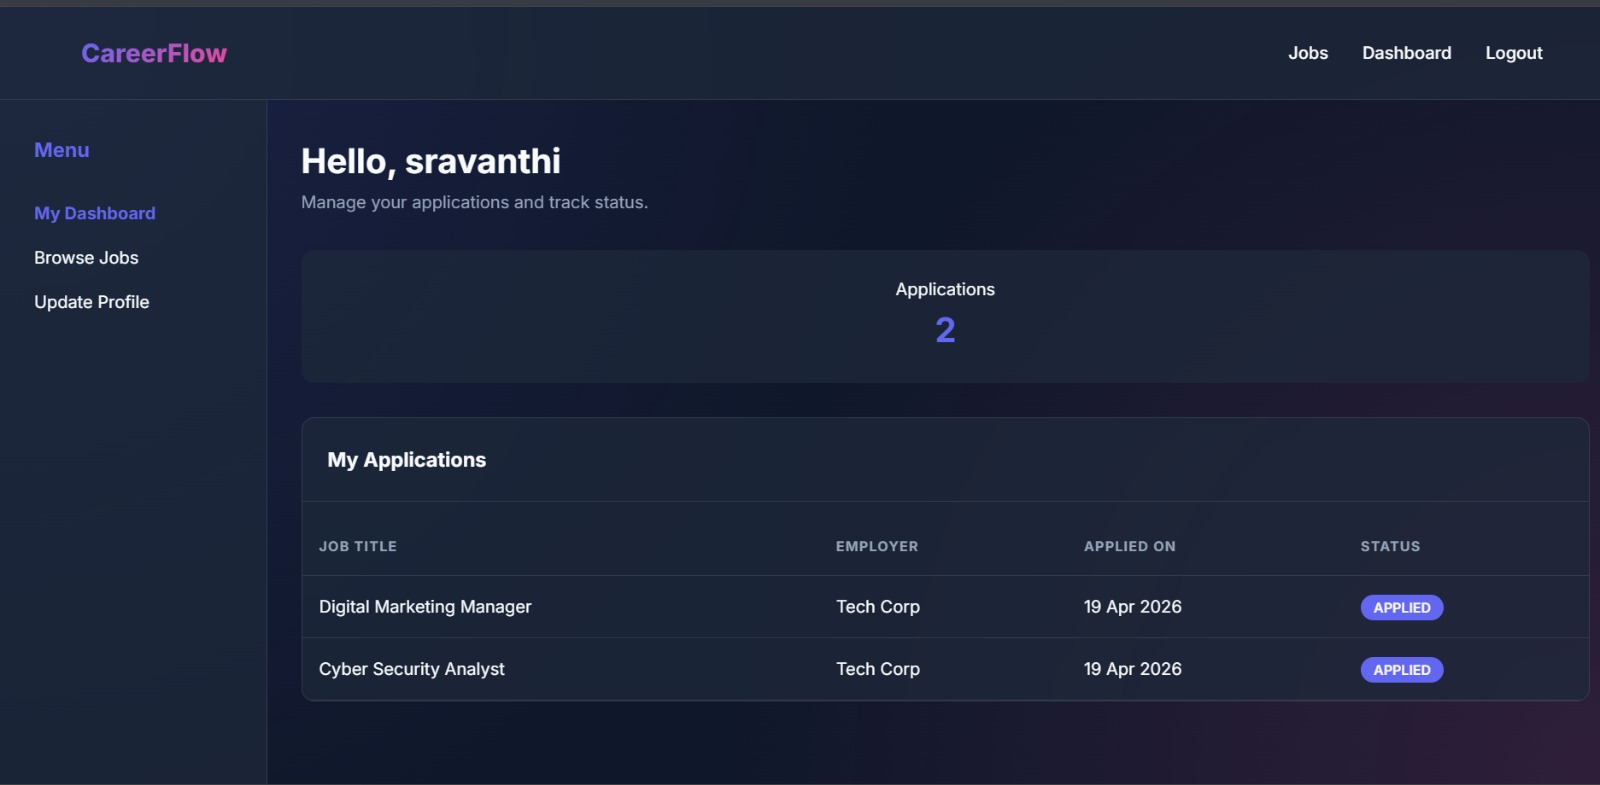 CareerFlow
Jobs Dashboard Logout
Menu
My Dashboard
Browse Jobs
Update Profile
Hello, sravanthi
Manage your applications and track status.
Applications
2
My Applications
JOB TITLE EMPLOYER APPLIED ON STATUS
Digital Marketing Manager Tech Corp 19 Apr 2026 APPLIED
Cyber Security Analyst Tech Corp 19 Apr 2026 APPLIED